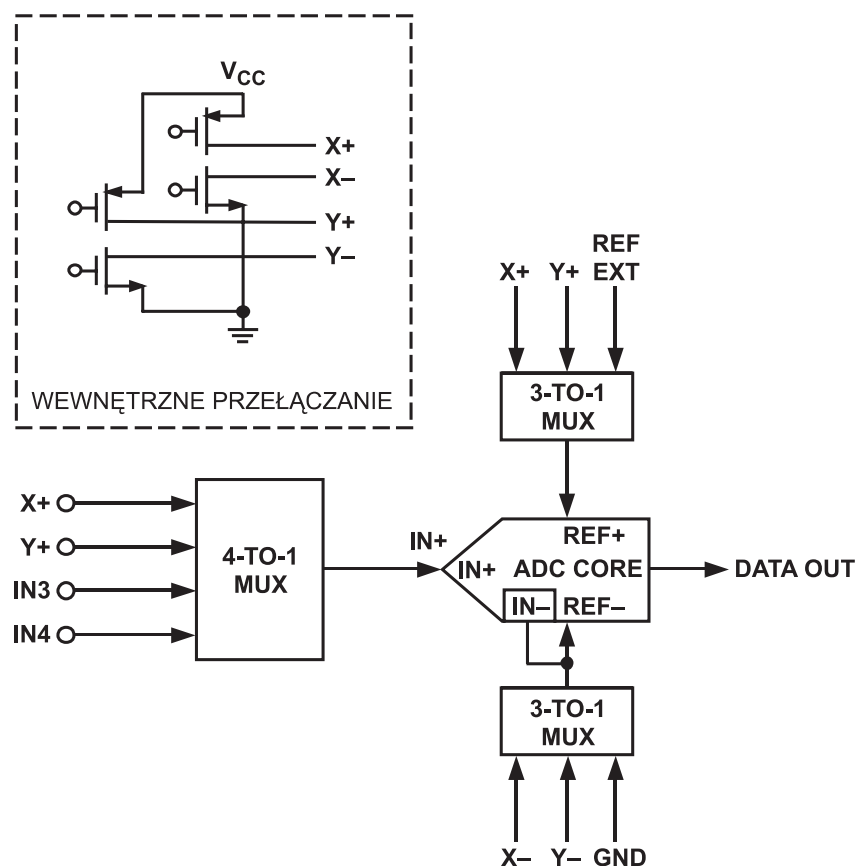 VCC
X+
X–
Y+
Y–
WEWNĘTRZNE PRZEŁĄCZANIE
X+
Y+
REF
EXT
3-TO-1
MUX
X+
Y+
IN3
IN4
4-TO-1
MUX
IN+
IN+
REF+
ADC CORE
IN–
REF–
DATA OUT
3-TO-1
MUX
X–
Y–
GND